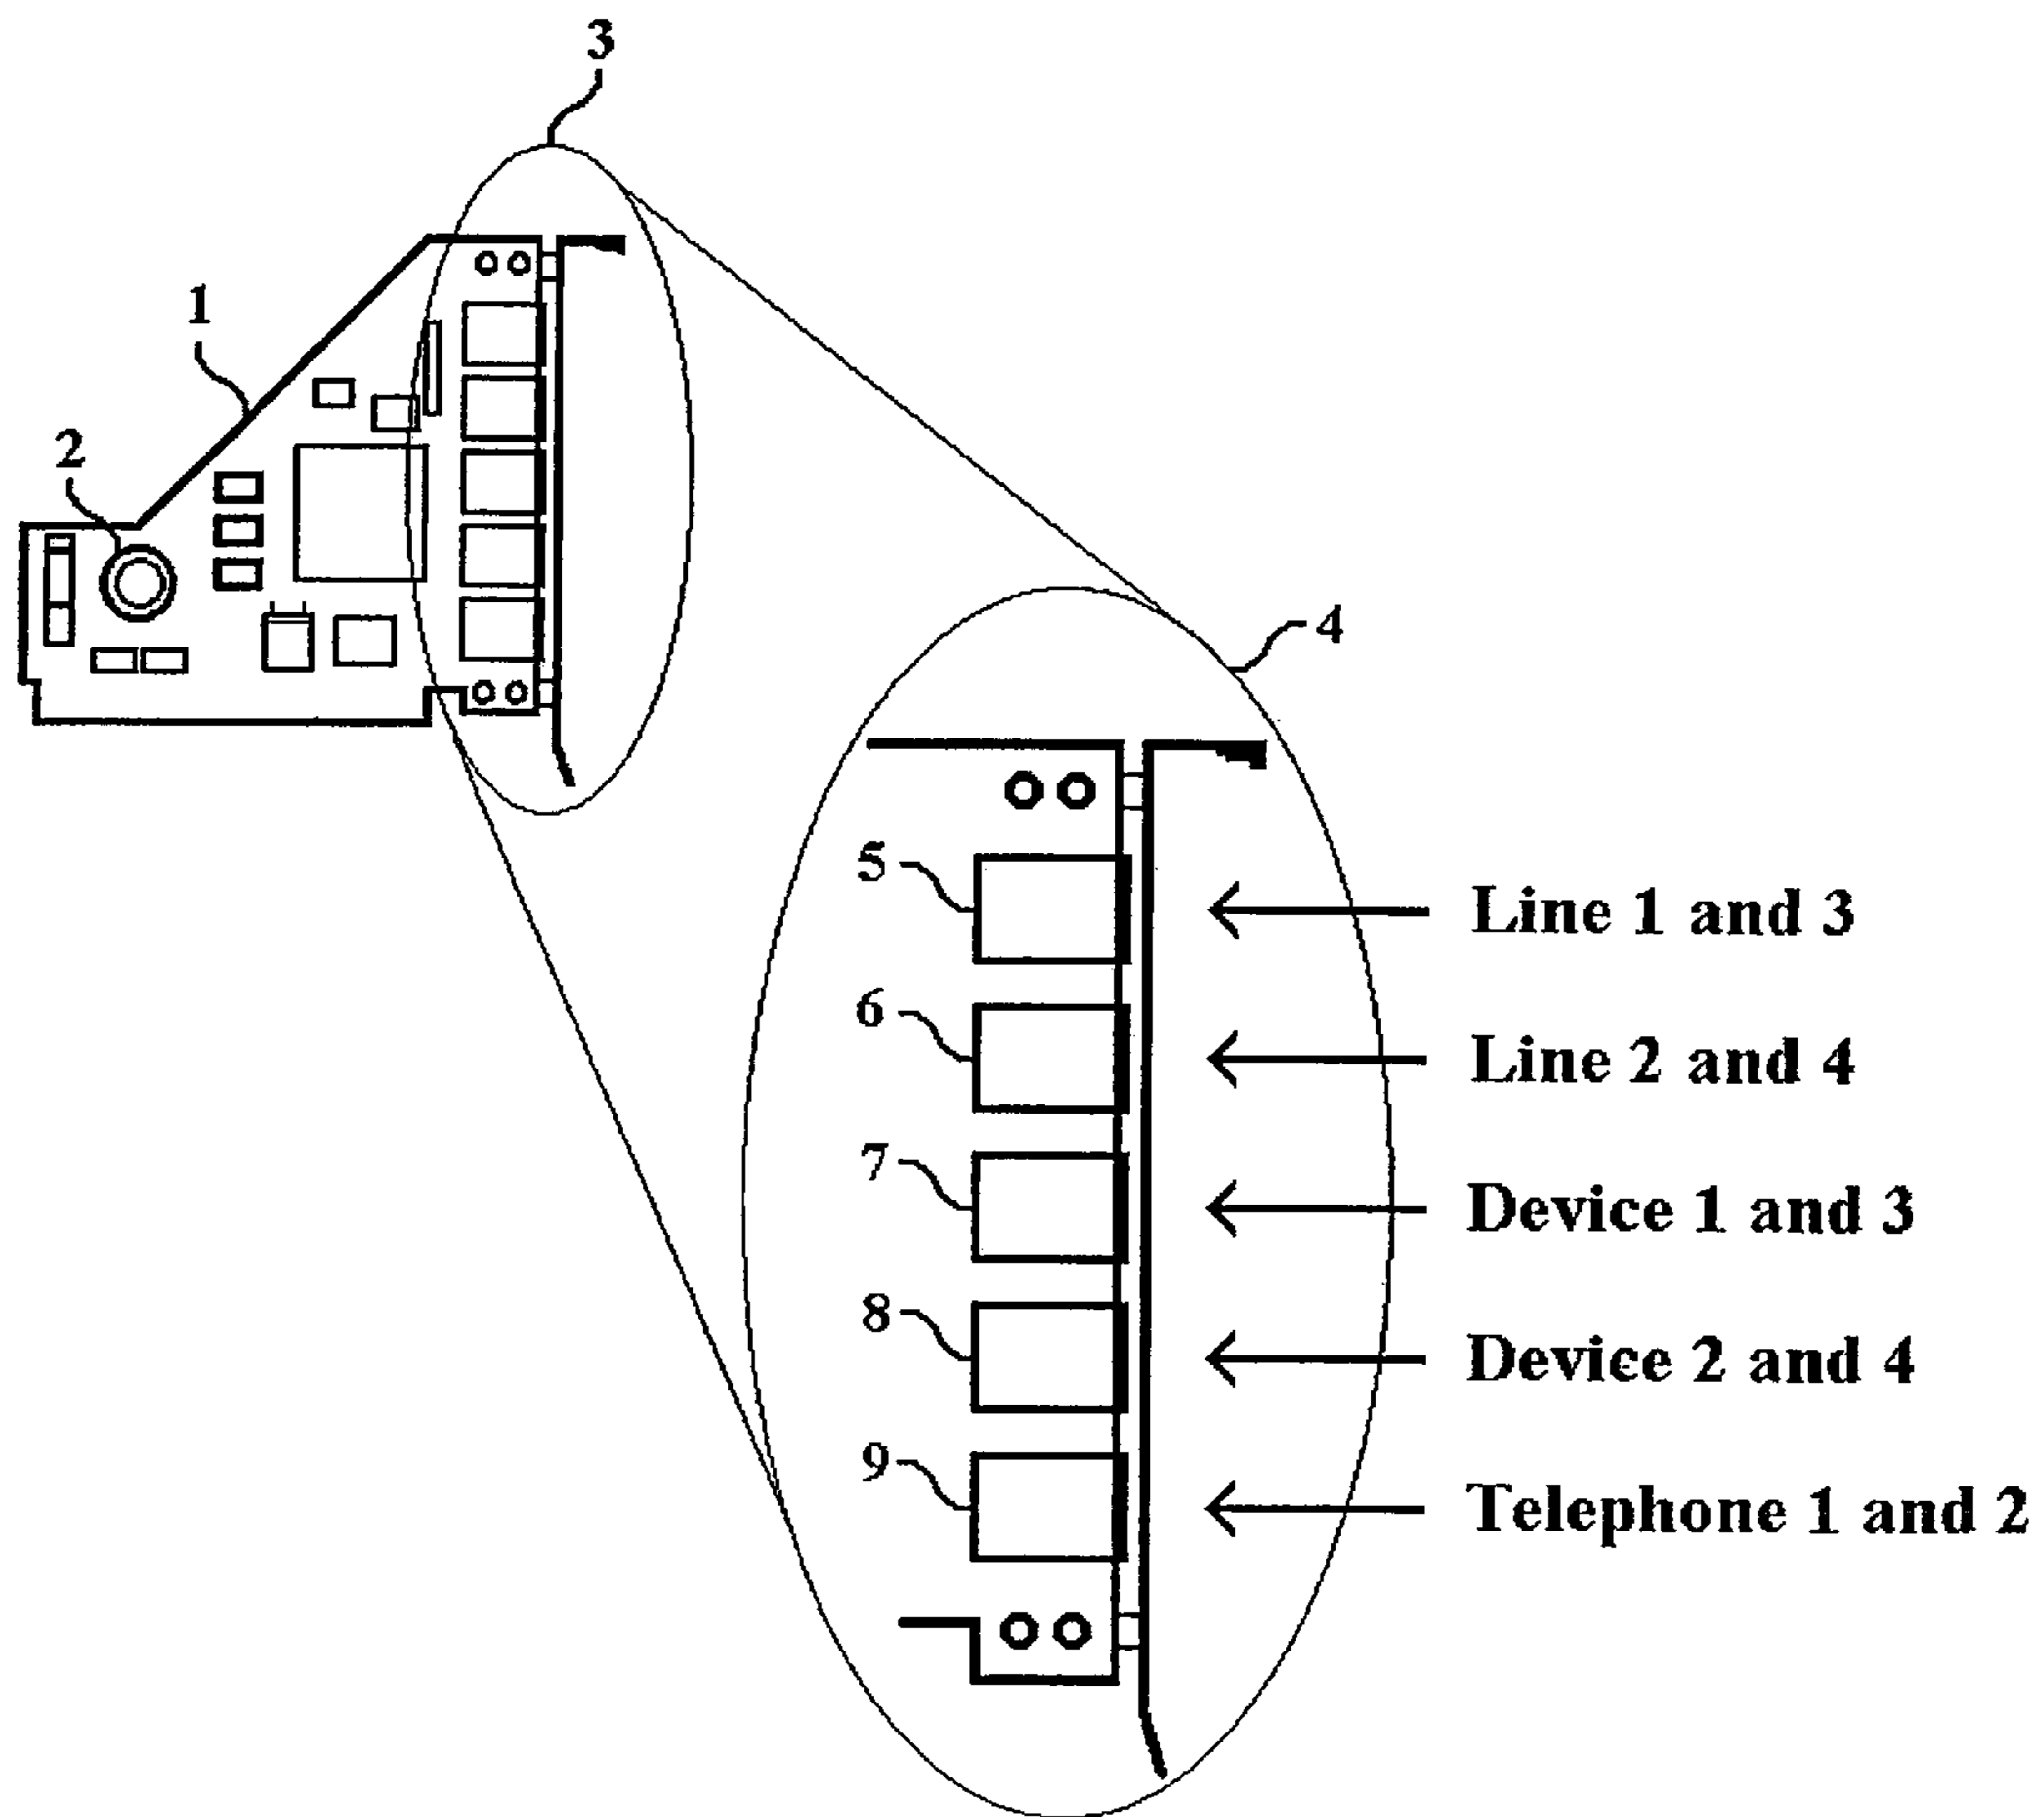 3
1
2
4
5
Line 1 and 3
6
Line 2 and 4
7
Device 1 and 3
8
Device 2 and 4
9
Telephone 1 and 2